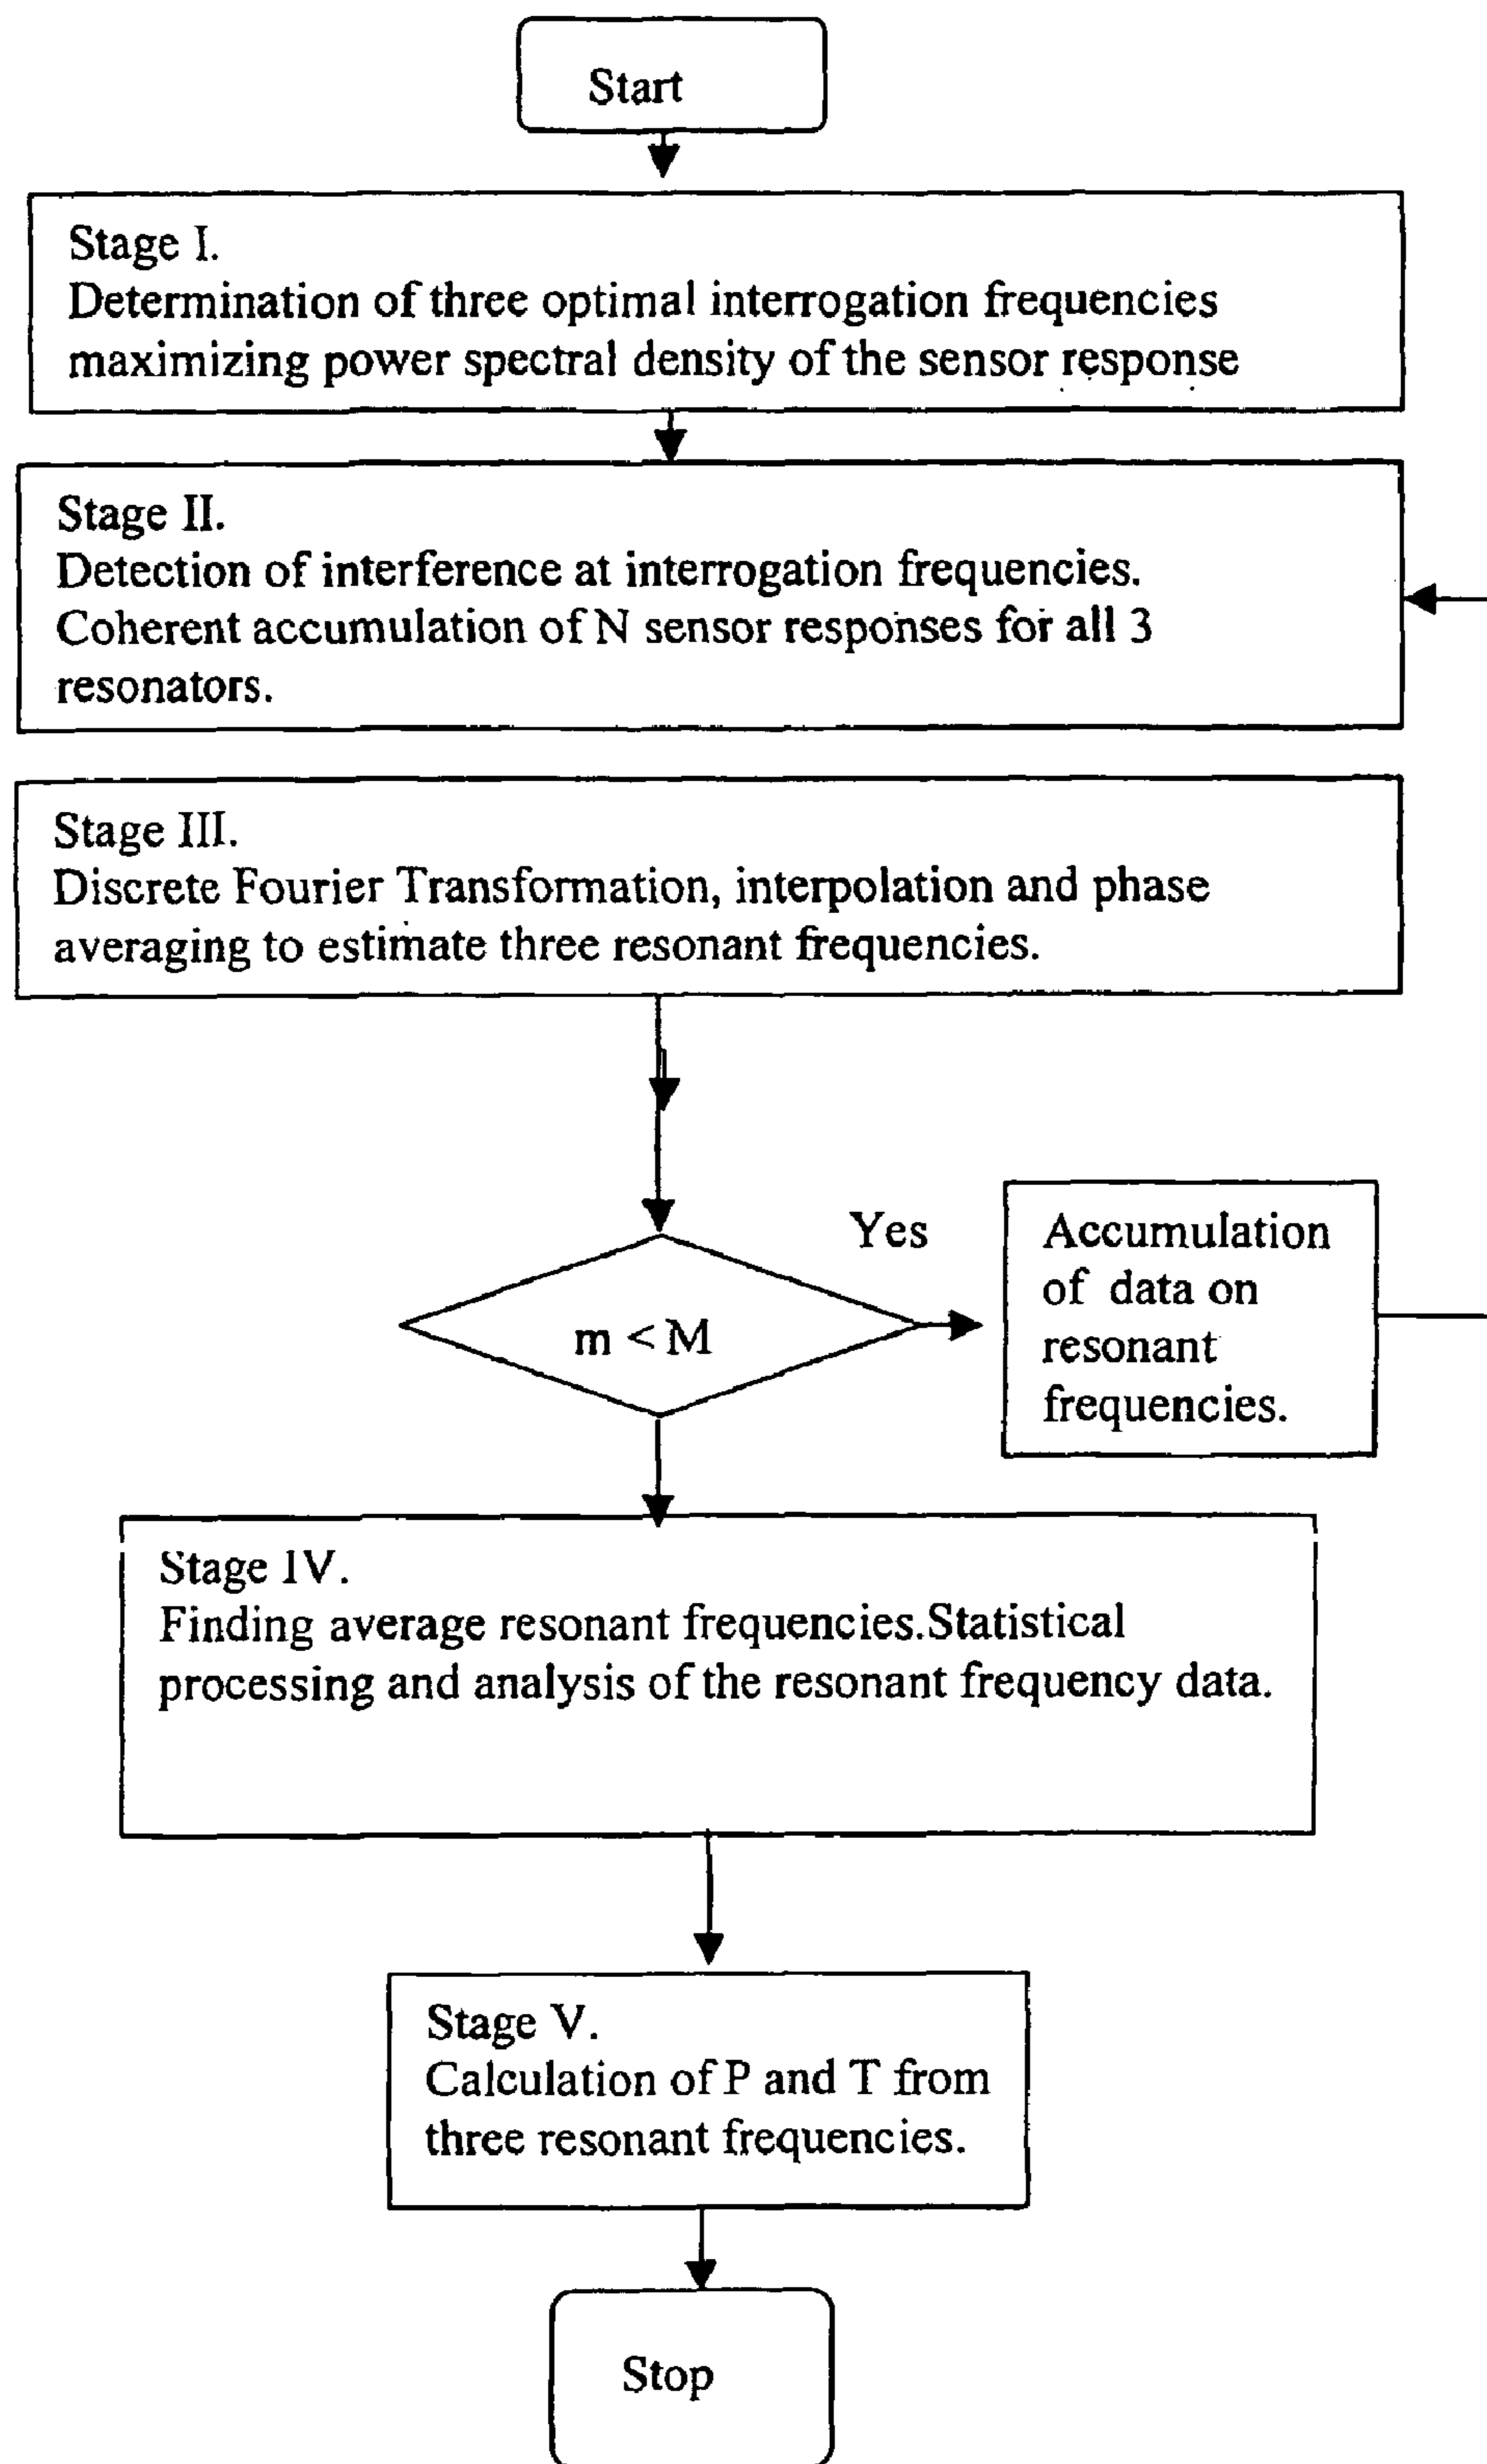 Start
Stage I.
Determination of three optimal interrogation frequencies
maximizing power spectral density of the sensor response
Stage II.
Detection of interference at interrogation frequencies.
Coherent accumulation of N sensor responses for all 3
resonators.
Stage III.
Discrete Fourier Transformation, interpolation and phase
averaging to estimate three resonant frequencies.
Yes
m < M
Accumulation
of data on
resonant
frequencies.
Stage IV.
Finding average resonant frequencies.Statistical
processing and analysis of the resonant frequency data.
Stage V.
Calculation of P and T from
three resonant frequencies.
Stop